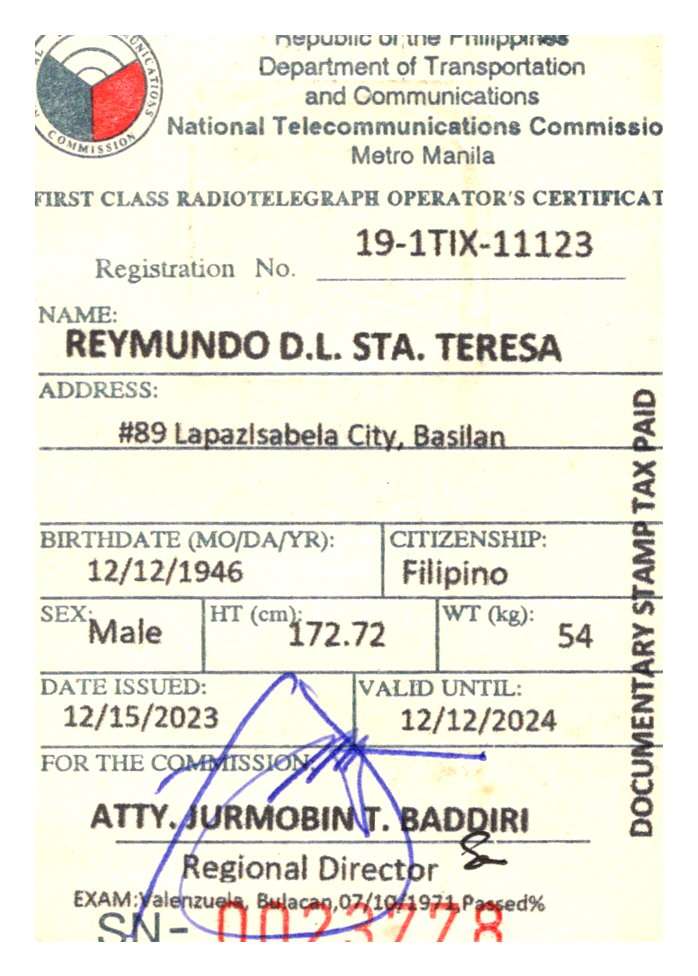 Republic of the Philippines
Department of Transportation
and Communications
National Telecommunications Commissio
Metro Manila
COMMISSION
FIRST CLASS RADIOTELEGRAPH OPERATOR'S CERTIFICAT
Registration No. 19-1TIX-11123
NAME:
REYMUNDO D.L. STA. TERESA
ADDRESS:
#89 LapazIsabela City, Basilan
BIRTHDATE (MO/DA/YR): CITIZENSHIP:
12/12/1946 Filipino
SEX: HT (cm): WT (kg):
Male 172.72 54
DATE ISSUED: VALID UNTIL:
12/15/2023 12/12/2024
FOR THE COMMISSION:
ATTY. JURMOBIN T. BADDIRI
Regional Director
EXAM:Valenzuela, Bulacan,07/10/1971,Passed%
SN- 0023778
DOCUMENTARY STAMP TAX PAID